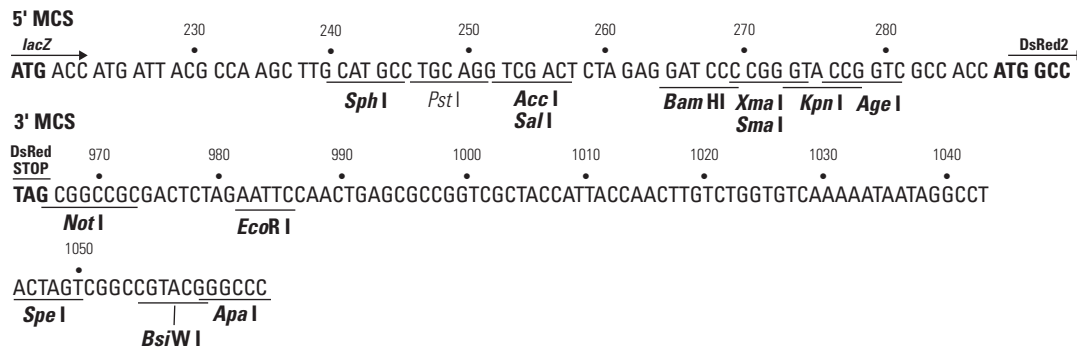 5' MCS
lacZ 230 240 250 260 270 280 DsRed2
ATG ACC ATG ATT ACG CCA AGC TTG CAT GCC TGC AGG TCG ACT CTA GAG GAT CCC CGG GTA CCG GTC GCC ACC ATG GCC
Sph I Pst I Acc I Bam HI Xma I Kpn I Age I
Sal I Sma I
3' MCS
DsRed 970 980 990 1000 1010 1020 1030 1040
STOP
TAG CGGCCGCGACTCTAGAATTCCAACTGAGCGCCGGTCGCTACCATTACCAACTTGTCTGGTGTCAAAAATAATAGGCCT
Not I EcoR I
1050
ACTAGTCGGCCGTACGGGCCC
Spe I Apa I
BsiW I